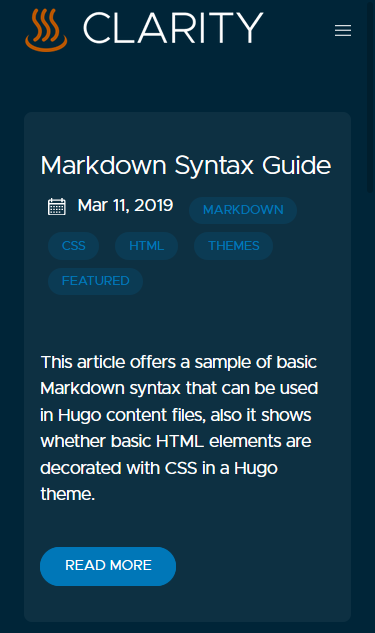 CLARITY
Markdown Syntax Guide
Mar 11, 2019 MARKDOWN
CSS HTML THEMES
FEATURED
This article offers a sample of basic
Markdown syntax that can be used
in Hugo content files, also it shows
whether basic HTML elements are
decorated with CSS in a Hugo
theme.
READ MORE